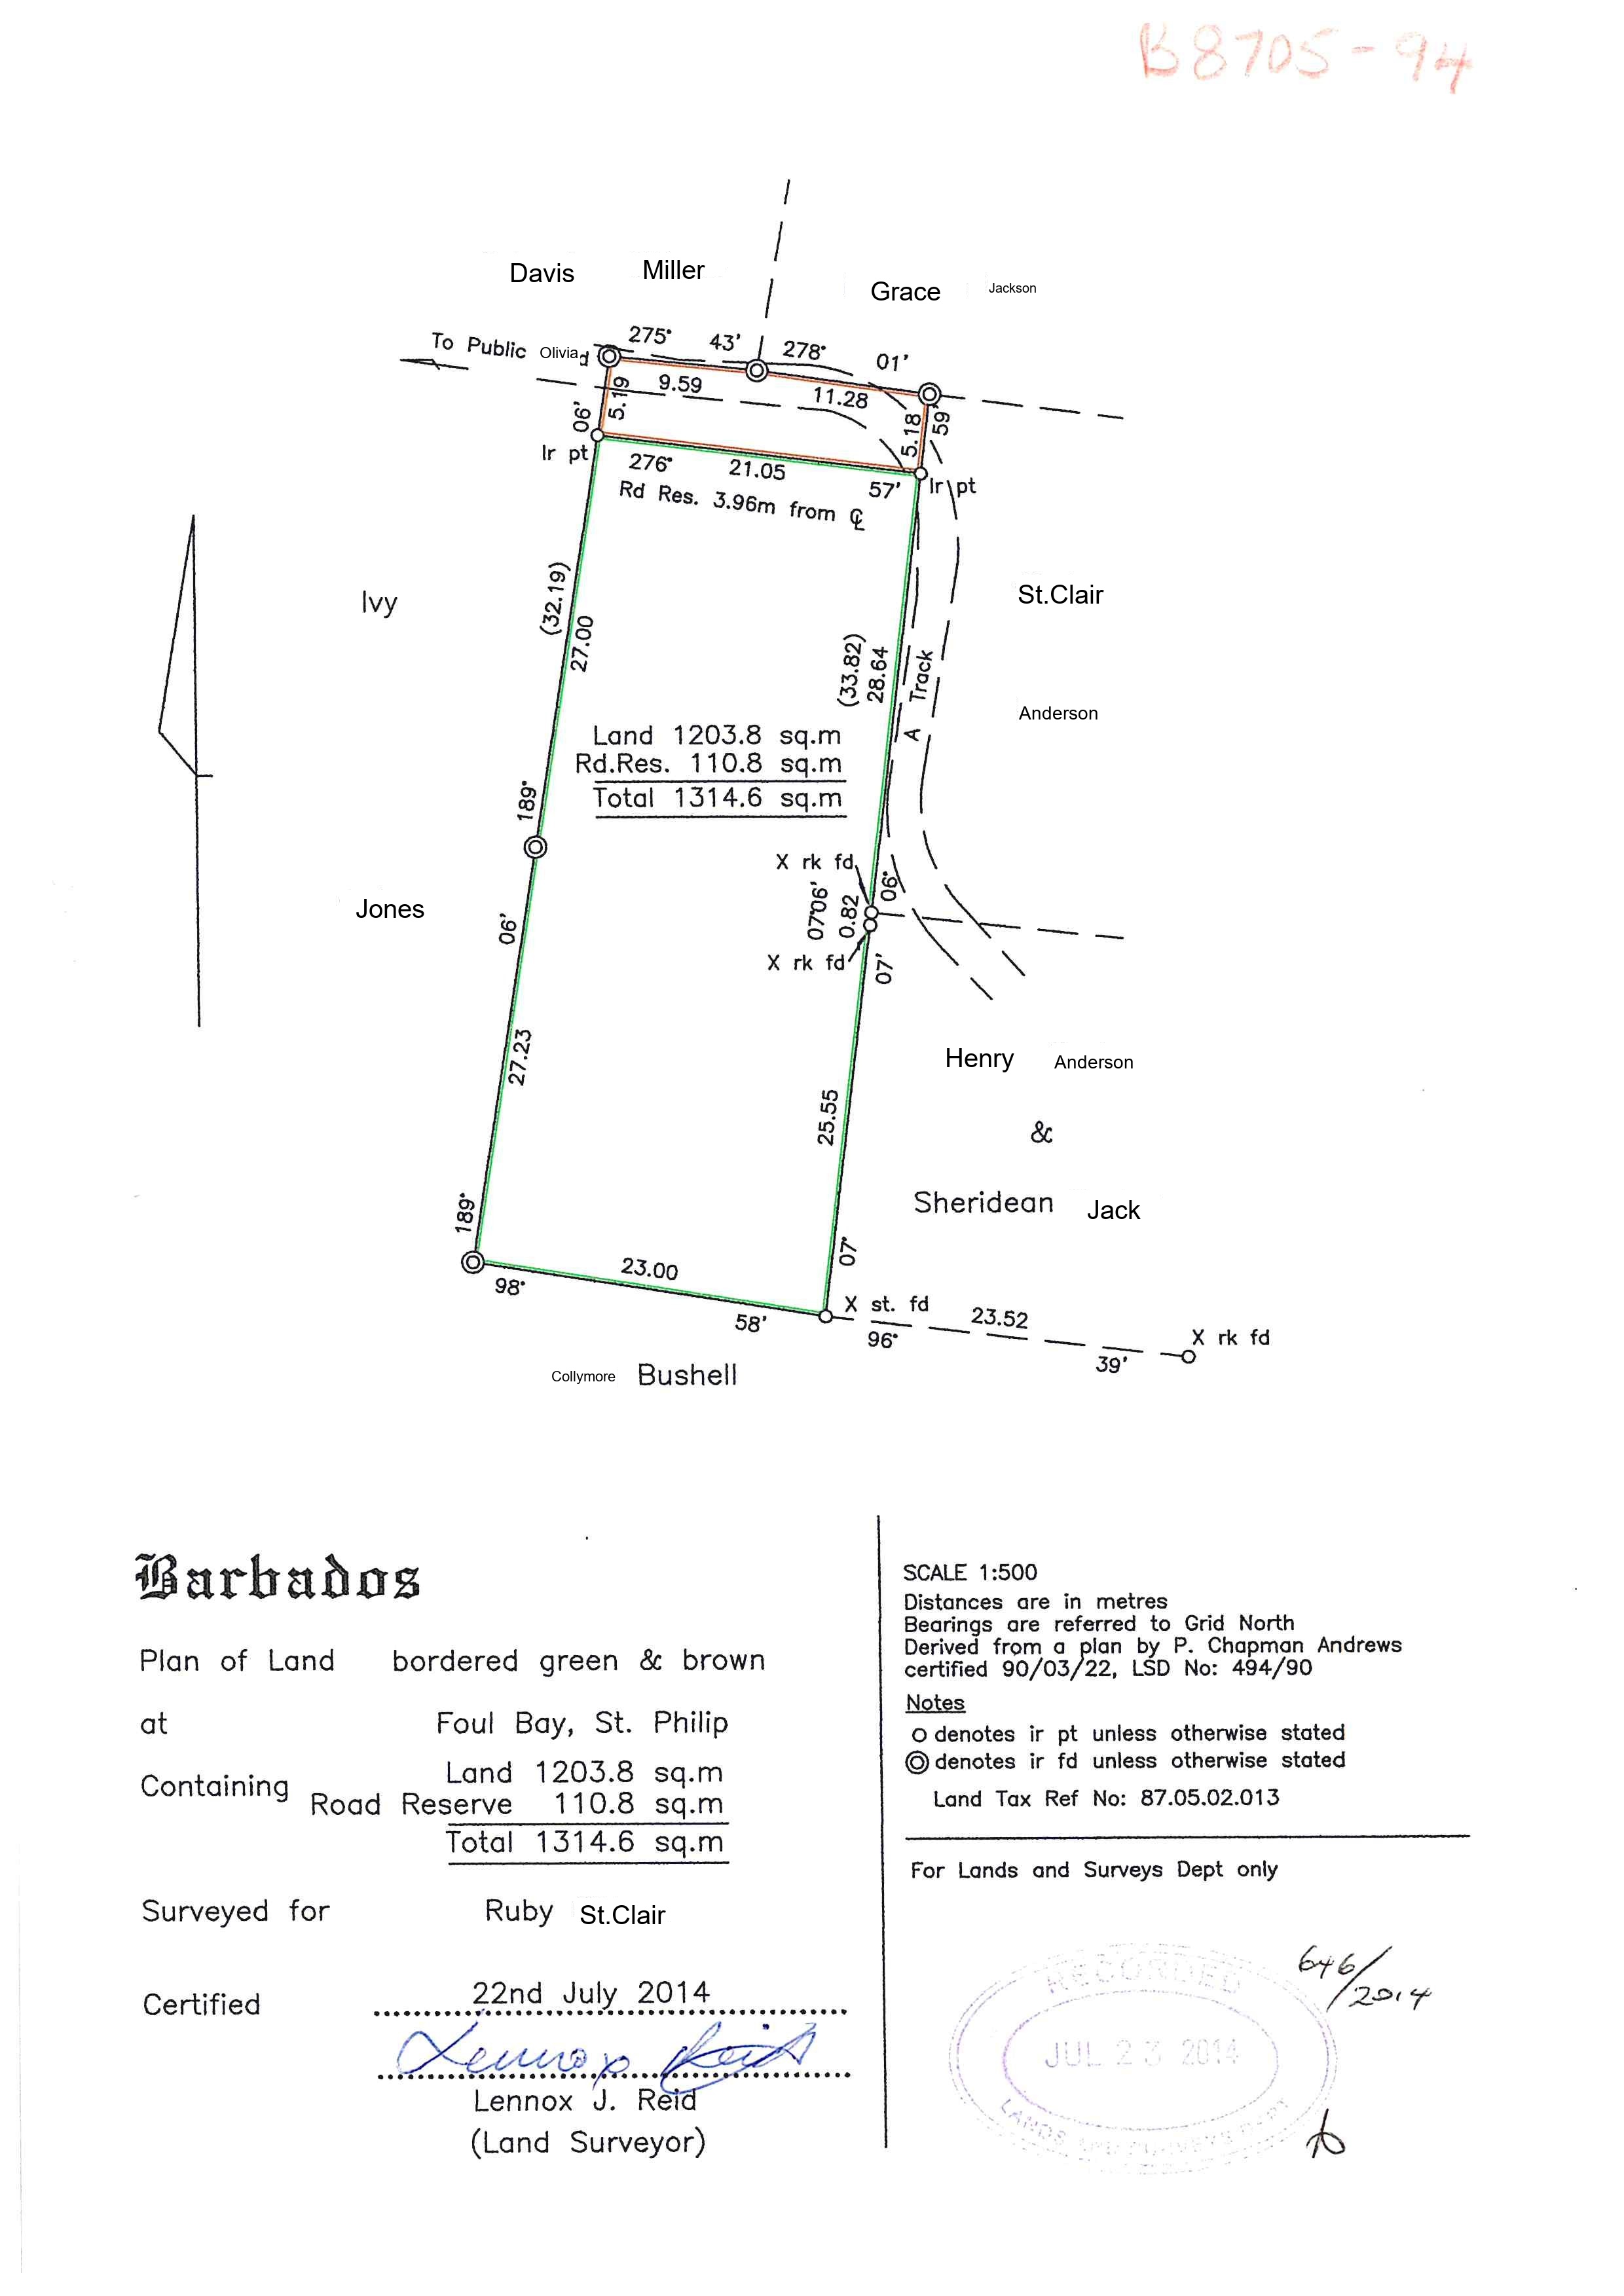 B8705-94
Davis Miller
Grace Jackson
To Public Olivia d
275° 43' 278° 01'
9.59 11.28
06' 5.19
5.18 59'
Ir pt
276° 21.05 57'
Ir pt
Rd Res. 3.96m from ℄
Ivy
(32.19)
27.00
St.Clair
(33.82)
28.64
A Track
Anderson
Land 1203.8 sq.m
Rd.Res. 110.8 sq.m
Total 1314.6 sq.m
189°
X rk fd
07°06'
0.82
06°
Jones
06'
X rk fd
07'
27.23
Henry Anderson
25.55
&
Sheridean Jack
189°
07°
23.00
98° 58'
X st. fd
23.52
96° 39'
X rk fd
Collymore Bushell
Barbados
Plan of Land bordered green & brown
at Foul Bay, St. Philip
Containing
Land 1203.8 sq.m
Road Reserve 110.8 sq.m
Total 1314.6 sq.m
Surveyed for Ruby St.Clair
Certified 22nd July 2014
Lennox Reid
Lennox J. Reid
(Land Surveyor)
SCALE 1:500
Distances are in metres
Bearings are referred to Grid North
Derived from a plan by P. Chapman Andrews
certified 90/03/22, LSD No: 494/90
Notes
o denotes ir pt unless otherwise stated
◎ denotes ir fd unless otherwise stated
Land Tax Ref No: 87.05.02.013
For Lands and Surveys Dept only
646/2014
RECORDED
JUL 23 2014
LANDS AND SURVEYS DEPT